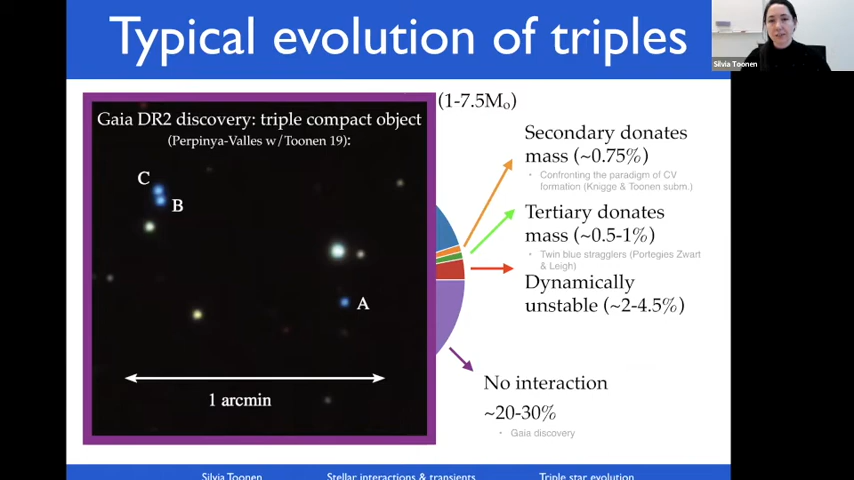 Typical evolution of triples
Silvia Toonen
(1-7.5Mo)
Gaia DR2 discovery: triple compact object
(Perpinya-Valles w/Toonen 19):
C
B
A
1 arcmin
Secondary donates
mass (~0.75%)
• Confronting the paradigm of CV
formation (Knigge & Toonen subm.)
Tertiary donates
mass (~0.5-1%)
• Twin blue stragglers (Portegies Zwart
& Leigh)
Dynamically
unstable (~2-4.5%)
No interaction
~20-30%
• Gaia discovery
Silvia Toonen
Stellar interactions & transients
Triple star evolution